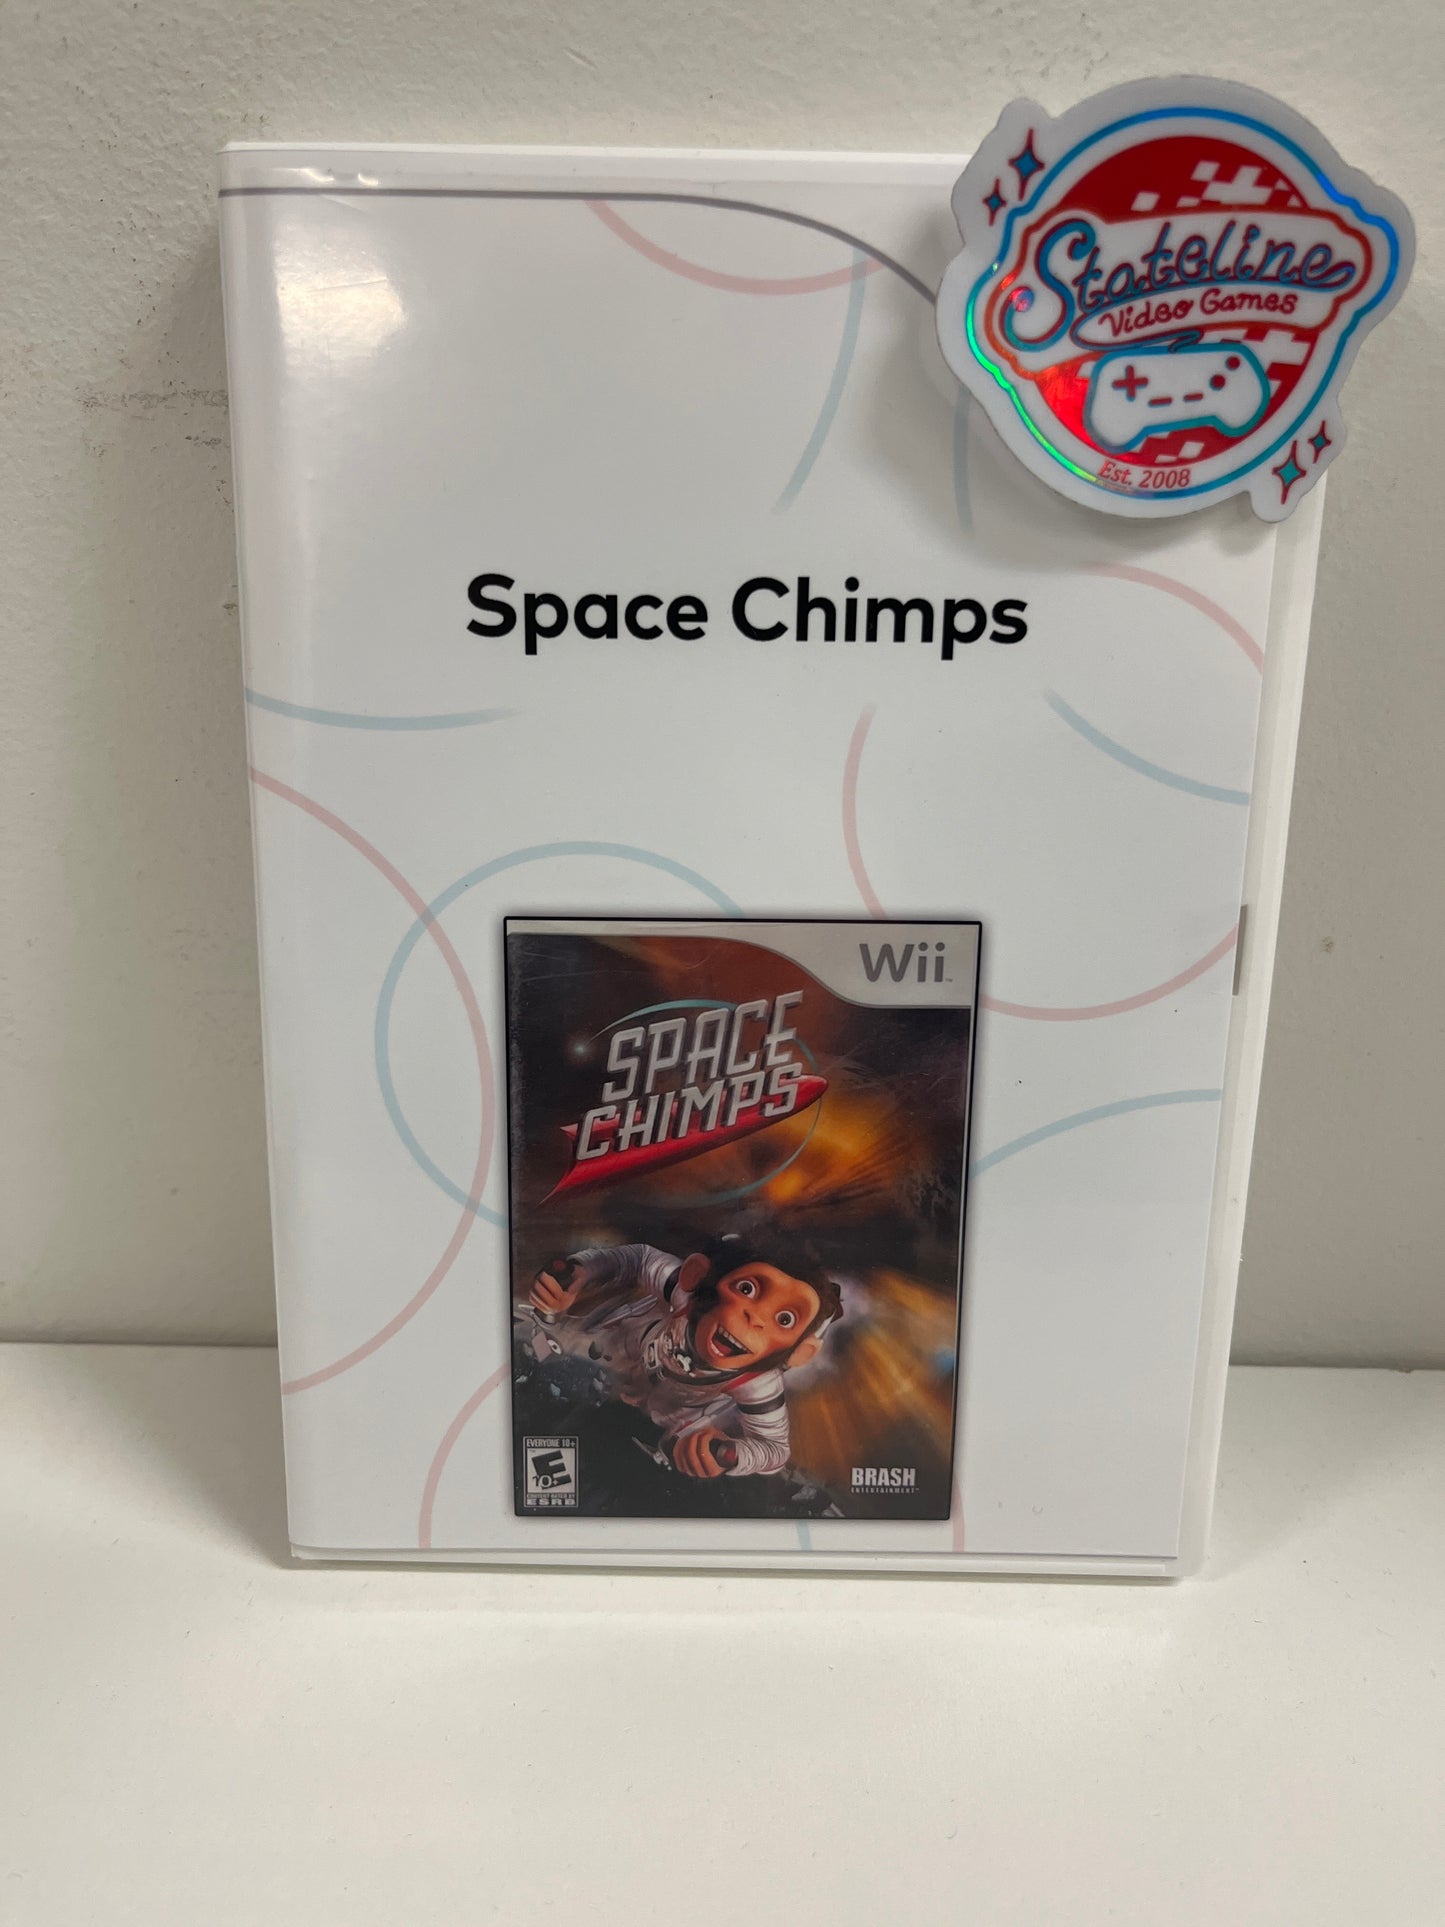 Stateline
Video Games
Est. 2008
Space Chimps
Wii
SPACE
CHIMPS
EVERYONE 10+
E
10+
CONTENT RATED BY
ESRB
BRASH
ENTERTAINMENT